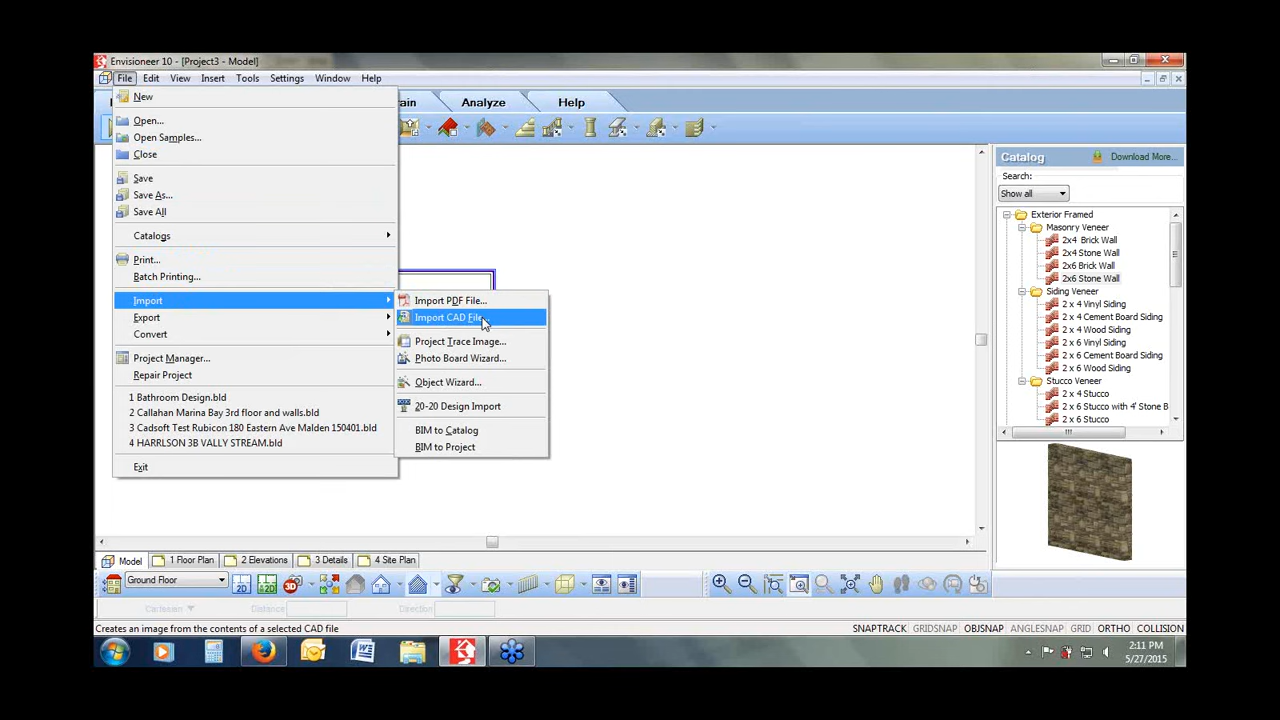 Envisioneer 10 - [Project3 - Model]
File Edit View Insert Tools Settings Window Help
New
Open...
Open Samples...
Close
Save
Save As...
Save All
Catalogs
Print...
Batch Printing...
Import
Export
Convert
Project Manager...
Repair Project
1 Bathroom Design.bld
2 Callahan Marina Bay 3rd floor and walls.bld
3 Cadsoft Test Rubicon 180 Eastern Ave Malden 150401.bld
4 HARRLSON 3B VALLY STREAM.bld
Exit
Import PDF File...
Import CAD File...
Project Trace Image...
Photo Board Wizard...
Object Wizard...
20-20 Design Import
BIM to Catalog
BIM to Project
Analyze Help
Catalog Download More...
Search:
Show all
Exterior Framed
Masonry Veneer
2x4 Brick Wall
2x4 Stone Wall
2x6 Brick Wall
2x6 Stone Wall
Siding Veneer
2 x 4 Vinyl Siding
2 x 4 Cement Board Siding
2 x 4 Wood Siding
2 x 6 Vinyl Siding
2 x 6 Cement Board Siding
2 x 6 Wood Siding
Stucco Veneer
2 x 4 Stucco
2 x 6 Stucco with 4' Stone B
2 x 6 Stucco
Model 1 Floor Plan 2 Elevations 3 Details 4 Site Plan
Ground Floor 2D 2D 3D
Cartesian Distance Direction
Creates an image from the contents of a selected CAD file
SNAPTRACK GRIDSNAP OBJSNAP ANGLESNAP GRID ORTHO COLLISION
2:11 PM
5/27/2015